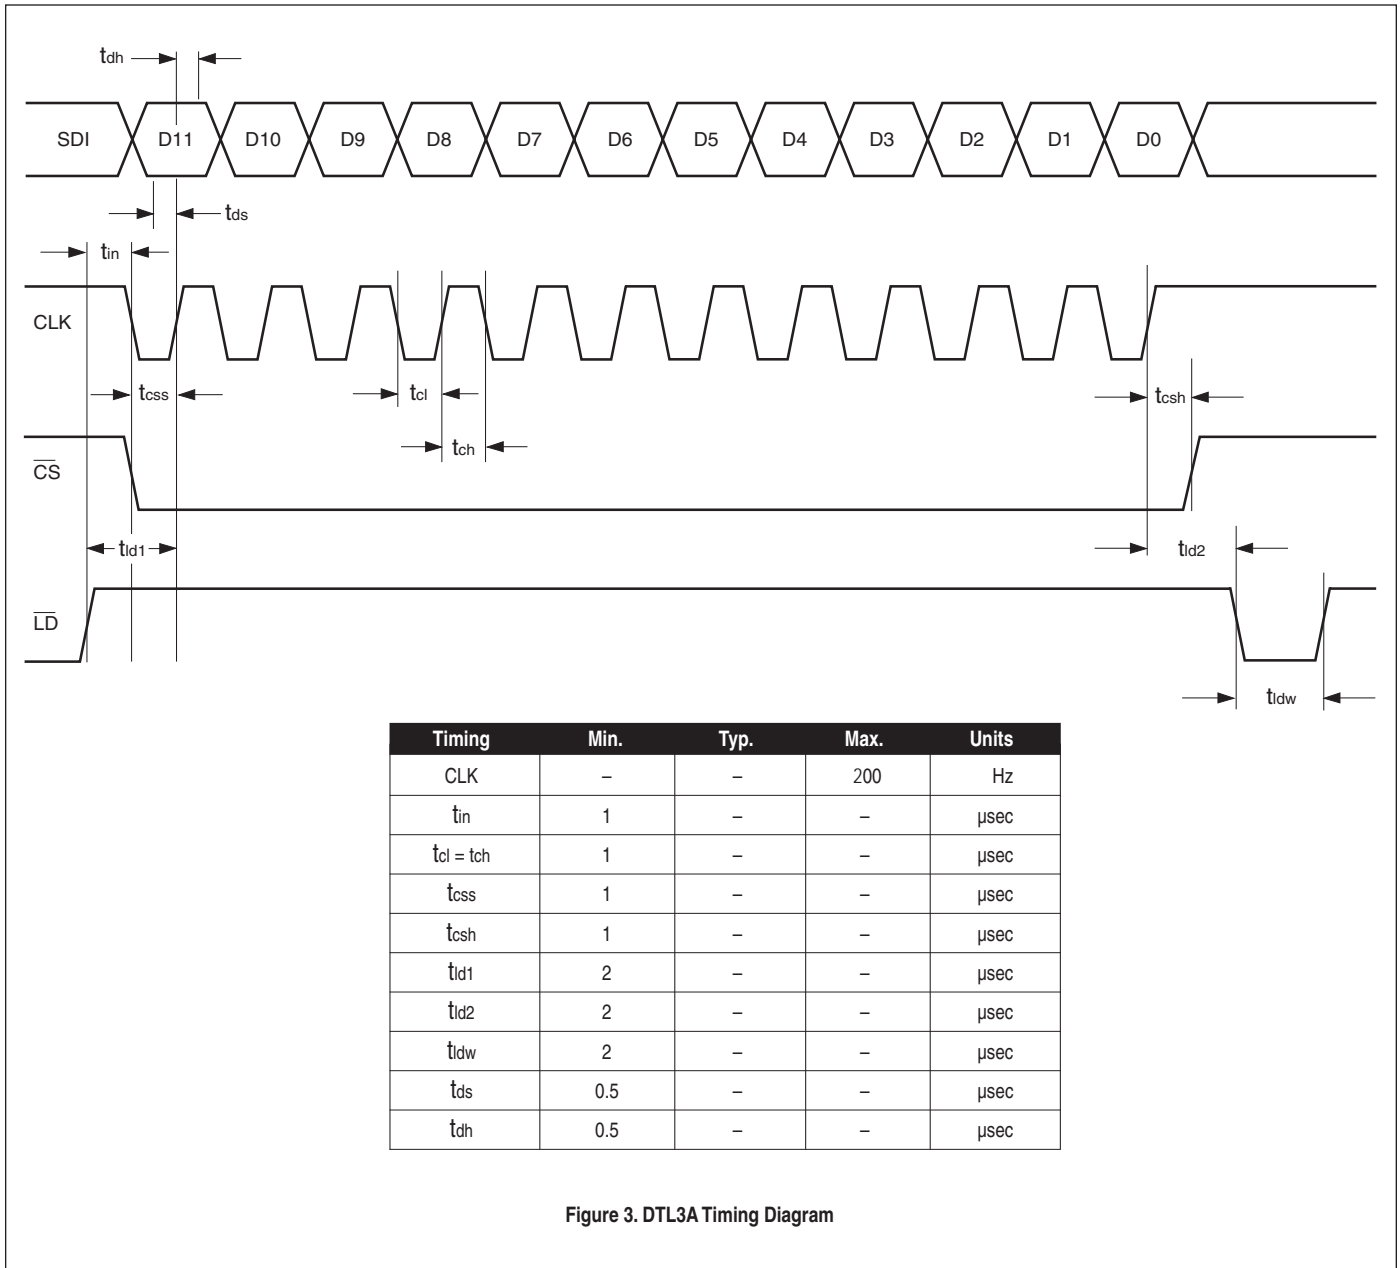 tdh
SDI D11 D10 D9 D8 D7 D6 D5 D4 D3 D2 D1 D0
tds
tin
CLK
tcss tcl tcsh
tch
CS
tld1 tld2
LD
tldw
Timing Min. Typ. Max. Units
CLK – – 200 Hz
tin 1 – – µsec
tcl = tch 1 – – µsec
tcss 1 – – µsec
tcsh 1 – – µsec
tld1 2 – – µsec
tld2 2 – – µsec
tldw 2 – – µsec
tds 0.5 – – µsec
tdh 0.5 – – µsec
Figure 3. DTL3A Timing Diagram